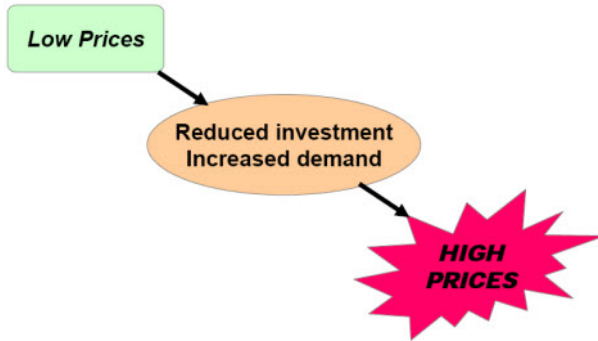 Low Prices
Reduced investment
Increased demand
HIGH
PRICES